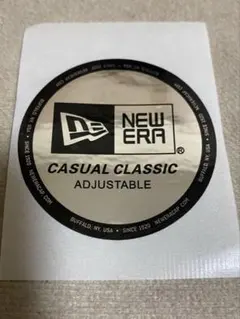 NEW
ERA
®
CASUAL CLASSIC
ADJUSTABLE
BUFFALO, NY, USA • SINCE 1920 • NEWERACAP.COM